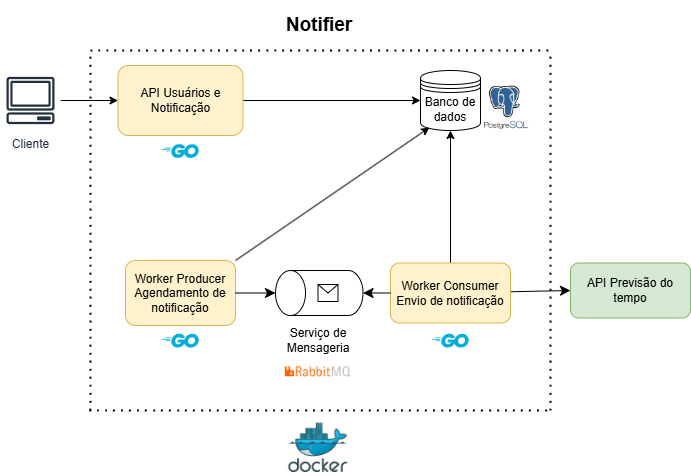 Notifier
API Usuários e
Notificação
GO
Banco de
dados
PostgreSQL
Cliente
Worker Producer
Agendamento de
notificação
GO
Serviço de
Mensageria
RabbitMQ
Worker Consumer
Envio de notificação
GO
API Previsão do
tempo
docker